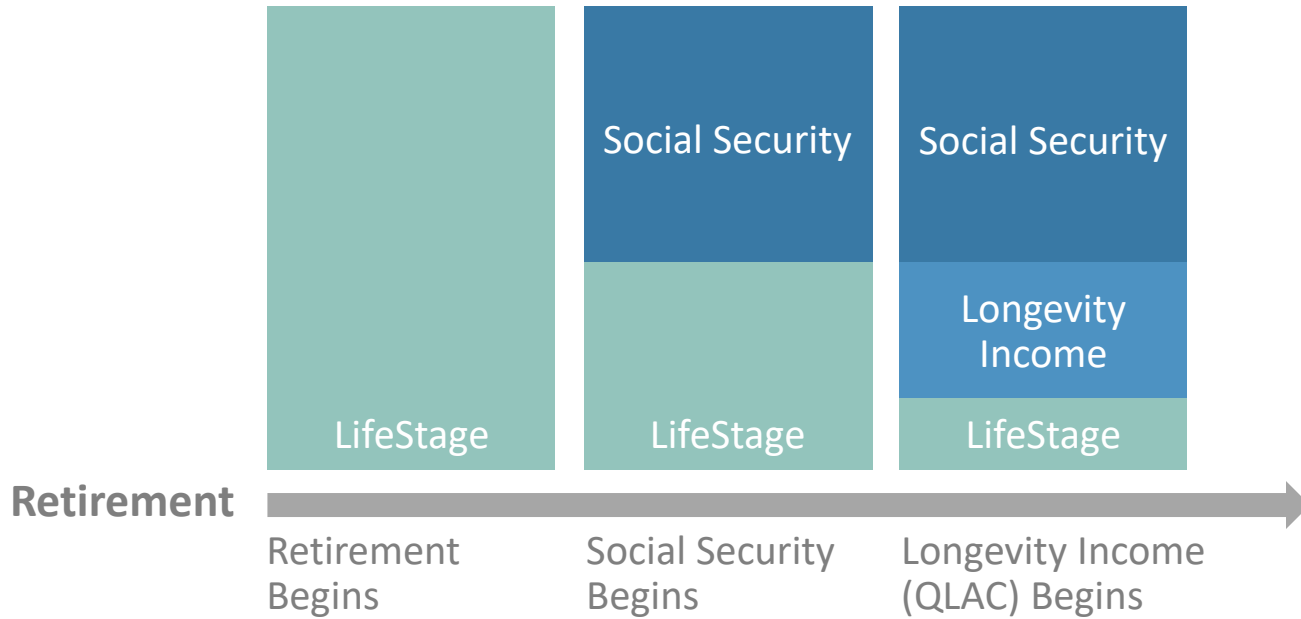 Social Security
Social Security
Longevity
Income
LifeStage
LifeStage
LifeStage
Retirement
Retirement
Begins
Social Security
Begins
Longevity Income
(QLAC) Begins